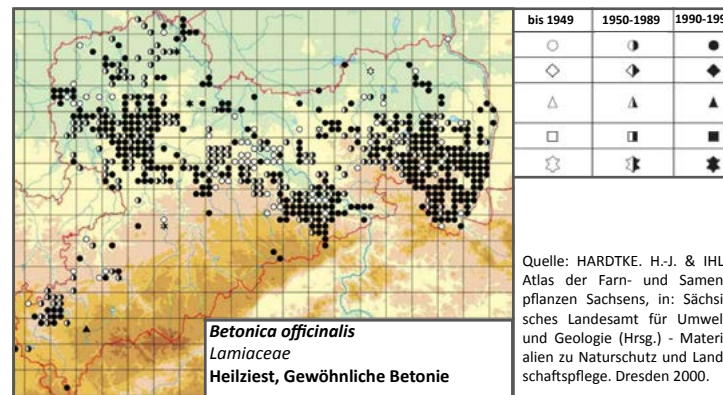 bis 1949 1950-1989 1990-199
Betonica officinalis
Lamiaceae
Heilziest, Gewöhnliche Betonie
Quelle: HARDTKE. H.-J. & IHL
Atlas der Farn- und Samen
pflanzen Sachsens, in: Sächsi
sches Landesamt für Umwel
und Geologie (Hrsg.) - Materi
alien zu Naturschutz und Land
schaftspflege. Dresden 2000.